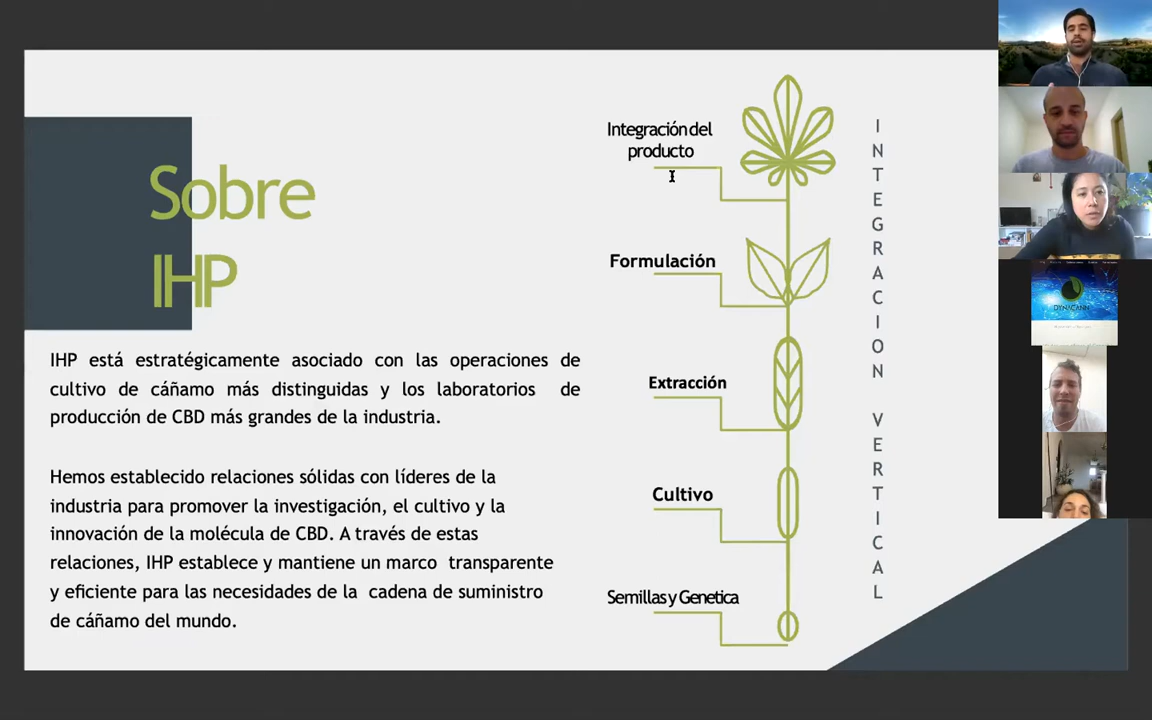 Sobre
IHP
IHP está estratégicamente asociado con las operaciones de
cultivo de cáñamo más distinguidas y los laboratorios de
producción de CBD más grandes de la industria.
Hemos establecido relaciones sólidas con líderes de la
industria para promover la investigación, el cultivo y la
innovación de la molécula de CBD. A través de estas
relaciones, IHP establece y mantiene un marco transparente
y eficiente para las necesidades de la cadena de suministro
de cáñamo del mundo.
Integración del
producto
Formulación
Extracción
Cultivo
Semillas y Genetica
INTEGRACION VERTICAL
DYNACANN